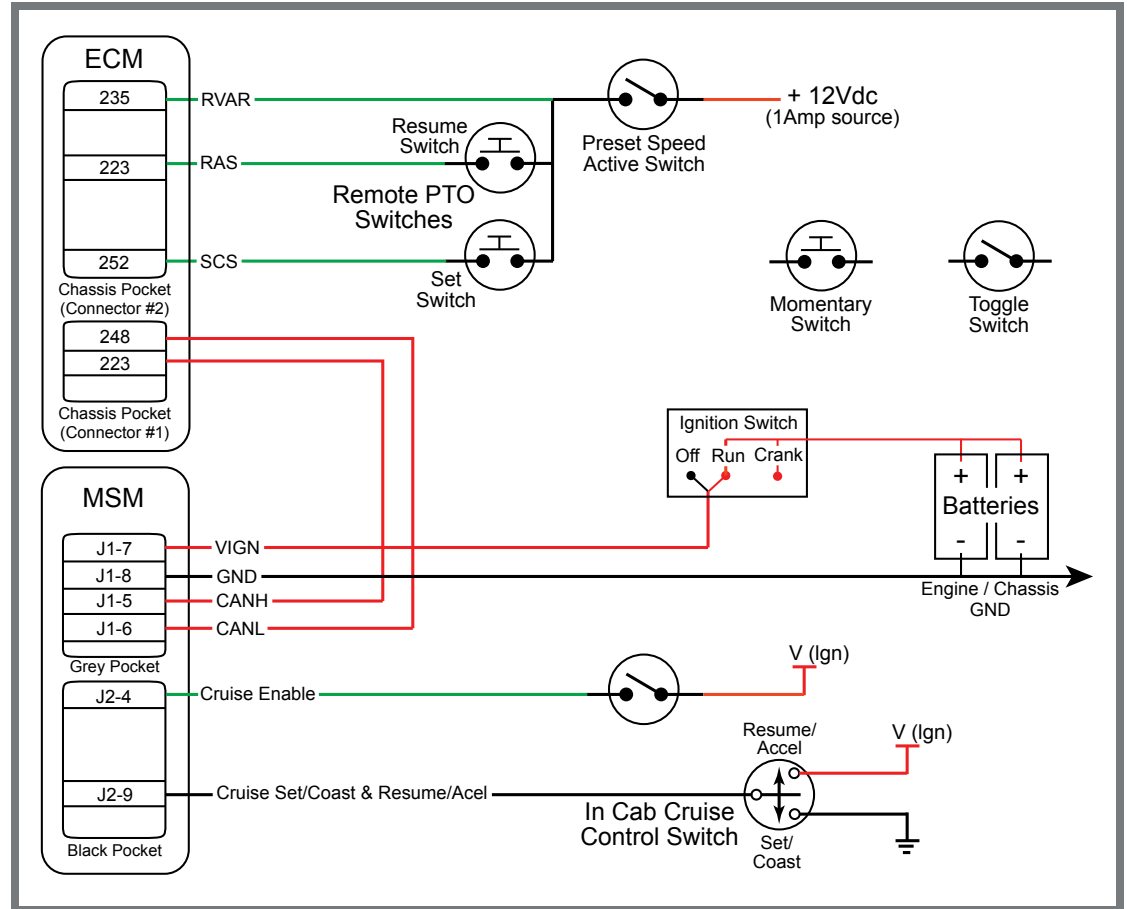 ECM
235
223
252
Chassis Pocket
(Connector #2)
248
223
Chassis Pocket
(Connector #1)
RVAR
RAS
SCS
Resume
Switch
Remote PTO
Switches
Set
Switch
Preset Speed
Active Switch
+ 12Vdc
(1Amp source)
Momentary
Switch
Toggle
Switch
Ignition Switch
Off Run Crank
+ +
Batteries
- -
Engine / Chassis
GND
MSM
J1-7
J1-8
J1-5
J1-6
Grey Pocket
J2-4
J2-9
Black Pocket
VIGN
GND
CANH
CANL
Cruise Enable
V (Ign)
Cruise Set/Coast & Resume/Acel
In Cab Cruise
Control Switch
Resume/
Accel
V (Ign)
Set/
Coast